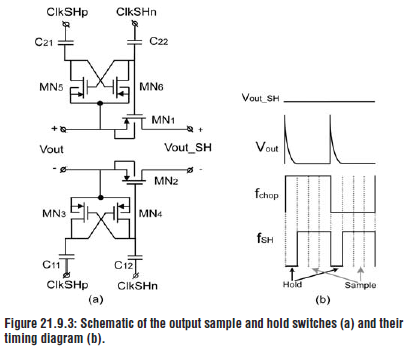 ClkSHp ClkSHn
C21 C22
MN5 MN6
MN1
+ +
Vout Vout_SH
- -
MN2
MN3 MN4
C11 C12
ClkSHp ClkSHn
(a)
Vout_SH
Vout
fchop
fSH
Hold Sample
(b)
Figure 21.9.3: Schematic of the output sample and hold switches (a) and their
timing diagram (b).